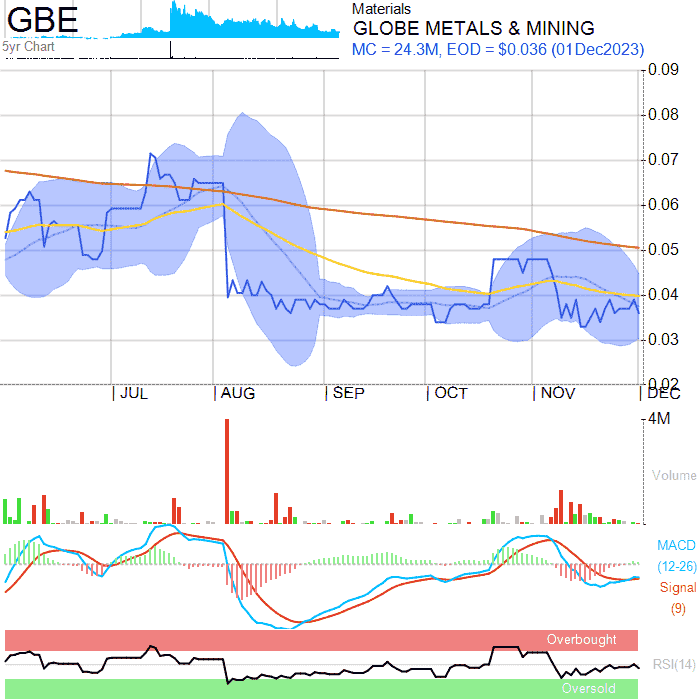 GBE
Materials
GLOBE METALS & MINING
5yr Chart
MC = 24.3M, EOD = $0.036 (01Dec2023)
0.09
0.08
0.07
0.06
0.05
0.04
0.03
0.02
JUL AUG SEP OCT NOV DEC
4M
Volume
MACD
(12-26)
Signal
(9)
Overbought
RSI(14)
Oversold